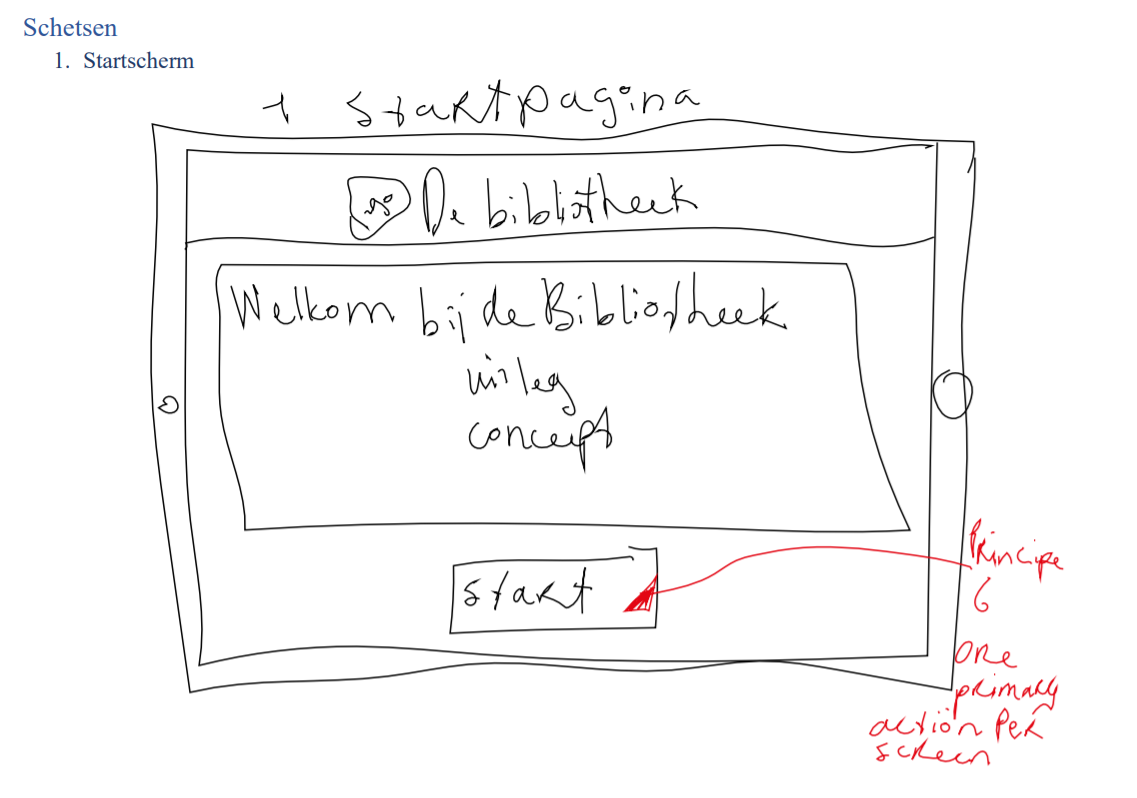 Schetsen
1. Startscherm
1 startpagina
De bibliotheek
Welkom bij de Bibliotheek
uitleg
concept
start
Principe
6
one
primary
action per
screen